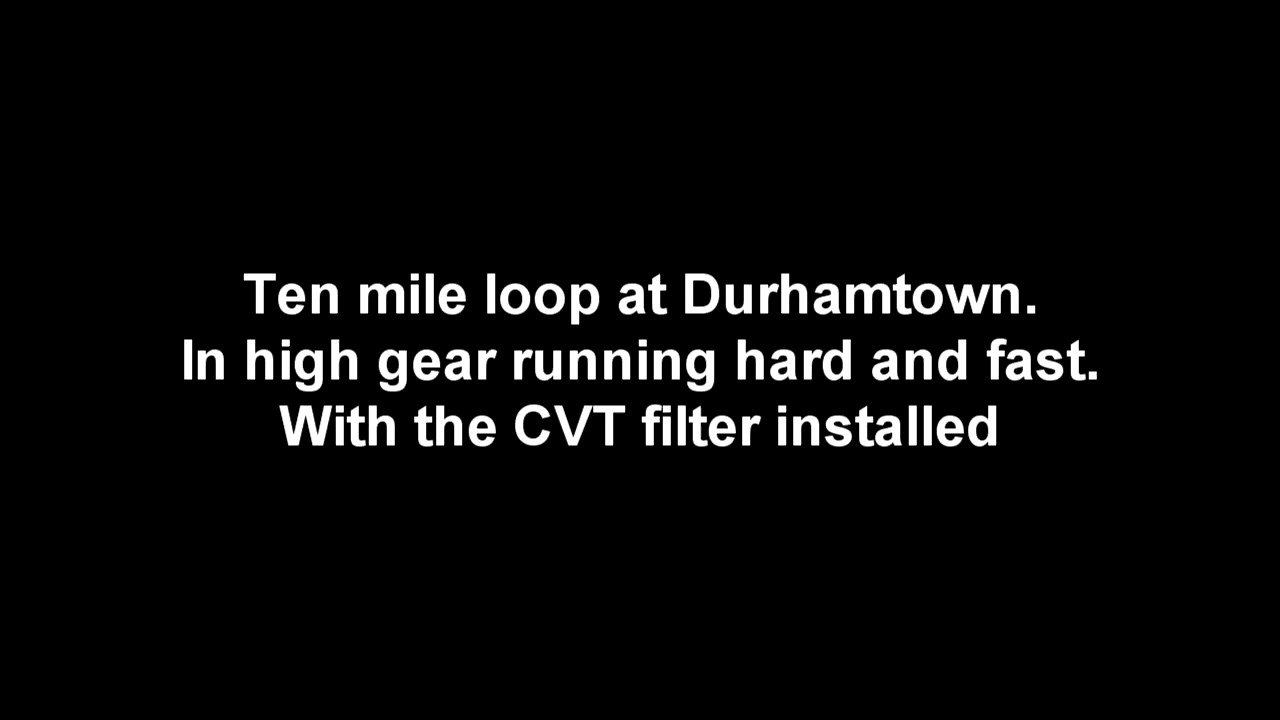 Ten mile loop at Durhamtown.
In high gear running hard and fast.
With the CVT filter installed